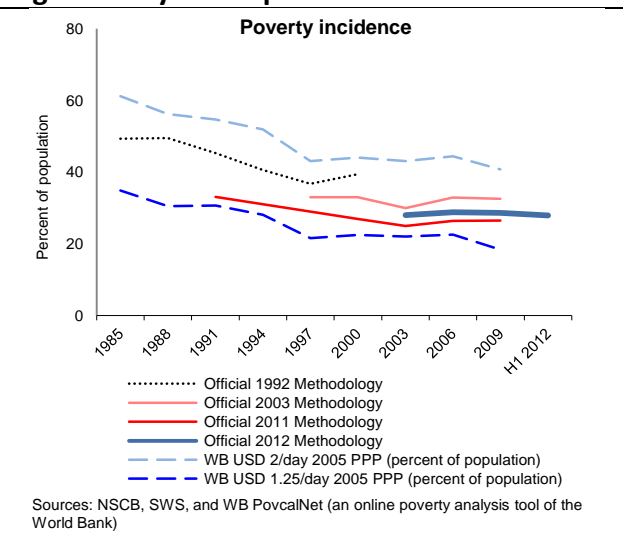 Poverty incidence
80
60
40
20
0
Percent of population
1985
1988
1991
1994
1997
2000
2003
2006
2009
H1 2012
Official 1992 Methodology
Official 2003 Methodology
Official 2011 Methodology
Official 2012 Methodology
WB USD 2/day 2005 PPP (percent of population)
WB USD 1.25/day 2005 PPP (percent of population)
Sources: NSCB, SWS, and WB PovcalNet (an online poverty analysis tool of the
World Bank)